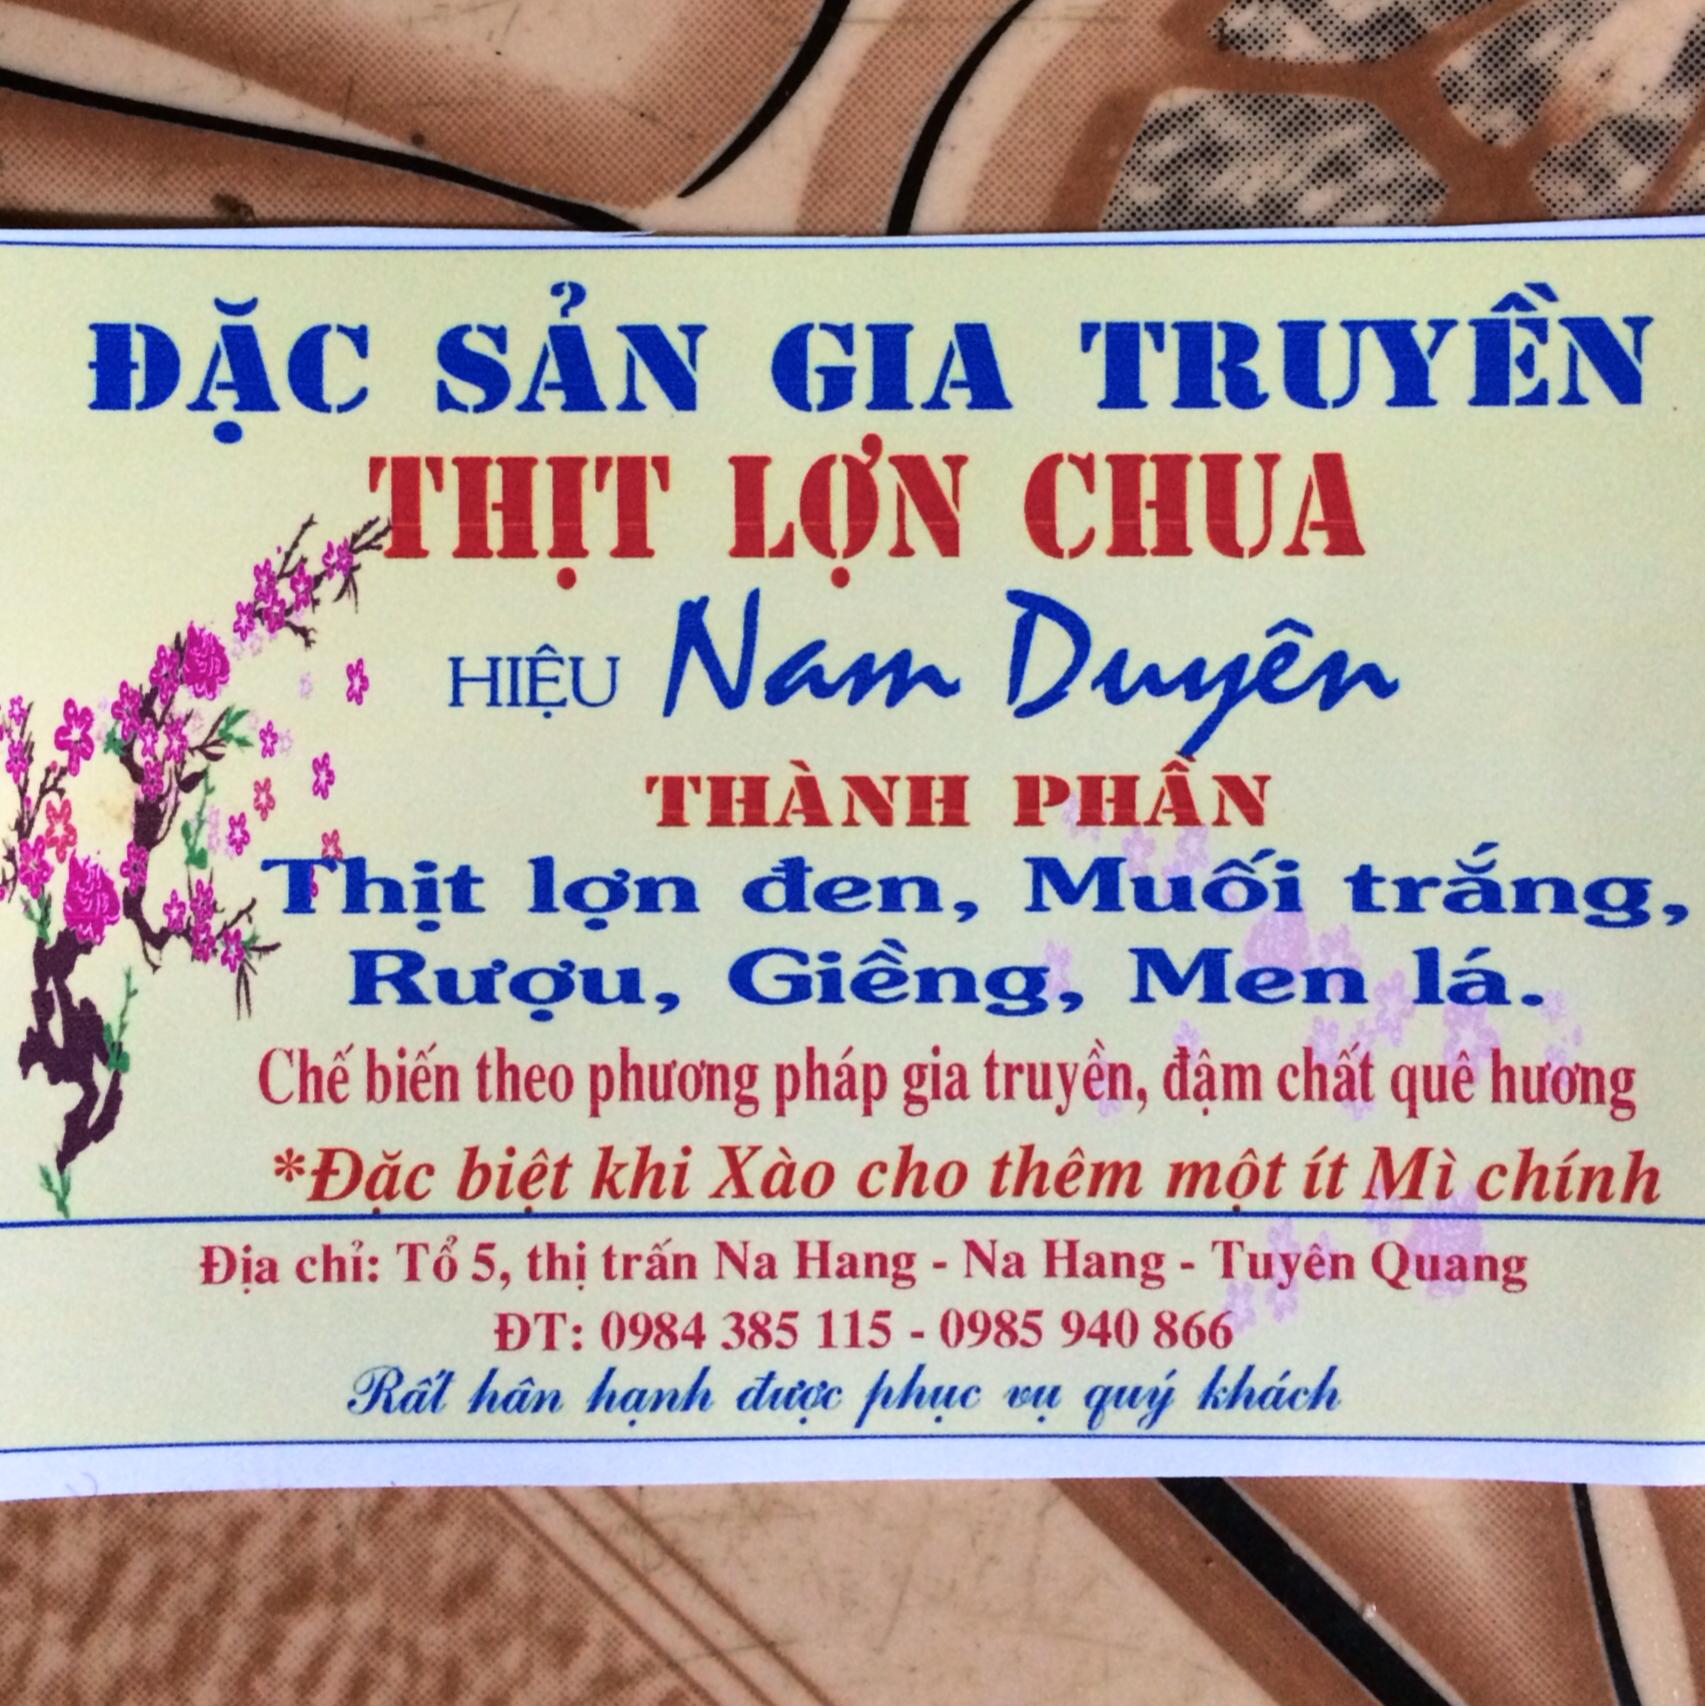 ĐẶC SẢN GIA TRUYỀN
THỊT LỢN CHUA
HIỆU Nam Duyên
THÀNH PHẦN
Thịt lợn đen, Muối trắng,
Rượu, Giềng, Men lá.
Chế biến theo phương pháp gia truyền, đậm chất quê hương
*Đặc biệt khi Xào cho thêm một ít Mì chính
Địa chỉ: Tổ 5, thị trấn Na Hang - Na Hang - Tuyên Quang
ĐT: 0984 385 115 - 0985 940 866
Rất hân hạnh được phục vụ quý khách